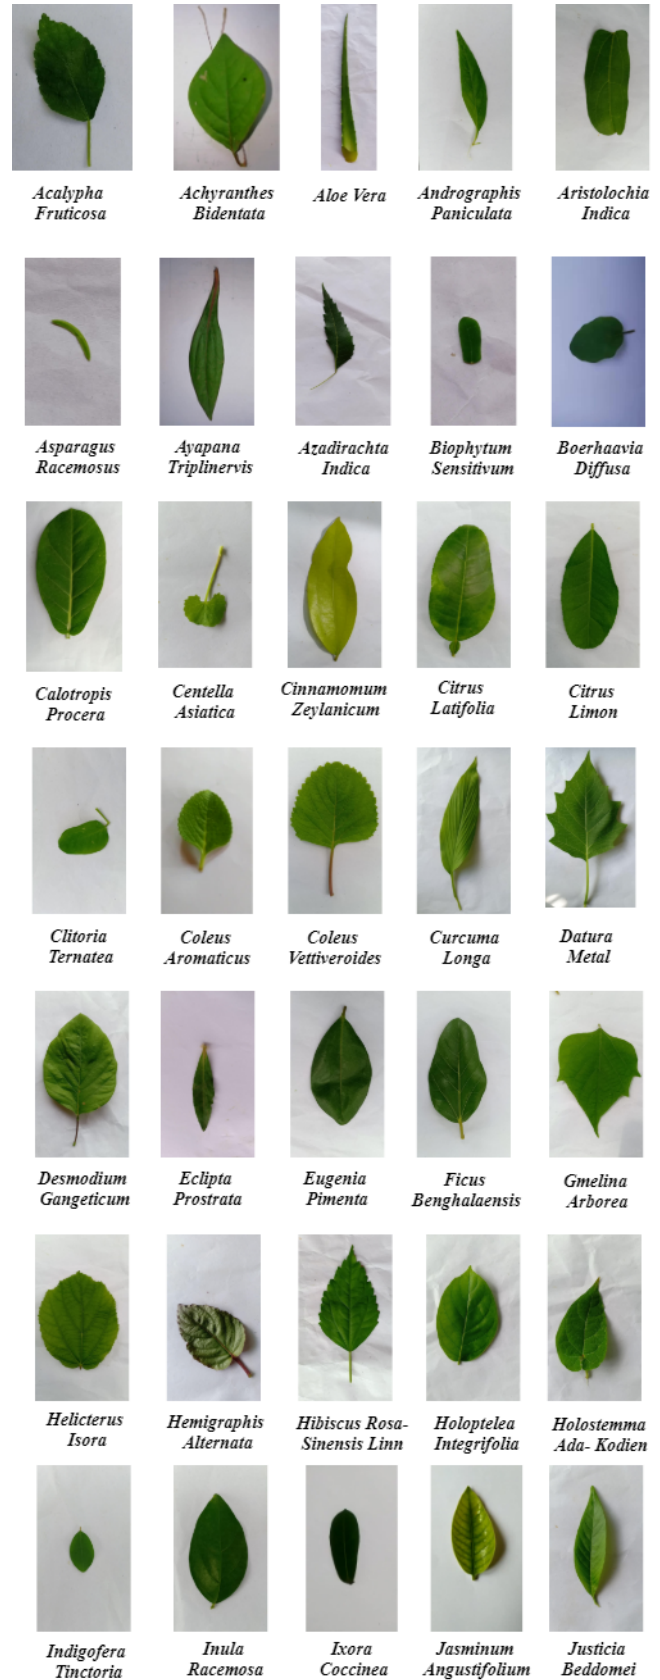 Acalypha
Fruticosa
Achyranthes
Bidentata
Aloe Vera
Andrographis
Paniculata
Aristolochia
Indica
Asparagus
Racemosus
Ayapana
Triplinervis
Azadirachta
Indica
Biophytum
Sensitivum
Boerhaavia
Diffusa
Calotropis
Procera
Centella
Asiatica
Cinnamomum
Zeylanicum
Citrus
Latifolia
Citrus
Limon
Clitoria
Ternatea
Coleus
Aromaticus
Coleus
Vettiveroides
Curcuma
Longa
Datura
Metal
Desmodium
Gangeticum
Eclipta
Prostrata
Eugenia
Pimenta
Ficus
Benghalaensis
Gmelina
Arborea
Helicterus
Isora
Hemigraphis
Alternata
Hibiscus Rosa-
Sinensis Linn
Holoptelea
Integrifolia
Holostemma
Ada- Kodien
Indigofera
Tinctoria
Inula
Racemosa
Ixora
Coccinea
Jasminum
Angustifolium
Justicia
Beddomei